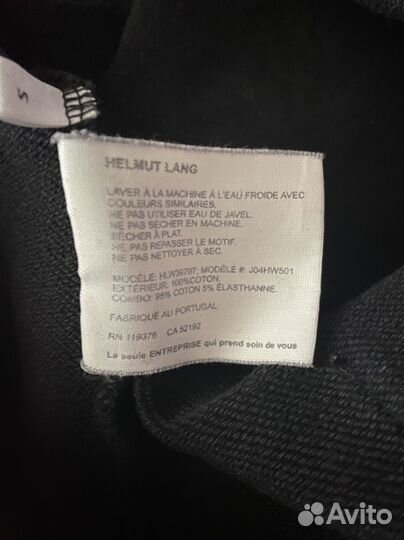 S
HELMUT LANG
LAVER À LA MACHINE À L'EAU FROIDE AVEC
COULEURS SIMILAIRES.
NE PAS UTILISER EAU DE JAVEL.
NE PAS SÉCHER EN MACHINE.
SÉCHER À PLAT.
NE PAS REPASSER LE MOTIF.
NE PAS NETTOYER À SEC.
MODÈLE: HLW39707; MODÈLE #: J04HW501
EXTÉRIEUR: 100%COTON.
COMBO: 95% COTON 5% ÉLASTHANNE.
FABRIQUÉ AU PORTUGAL
RN 119376 CA 52192
La seule ENTREPRISE qui prend soin de vous
Avito